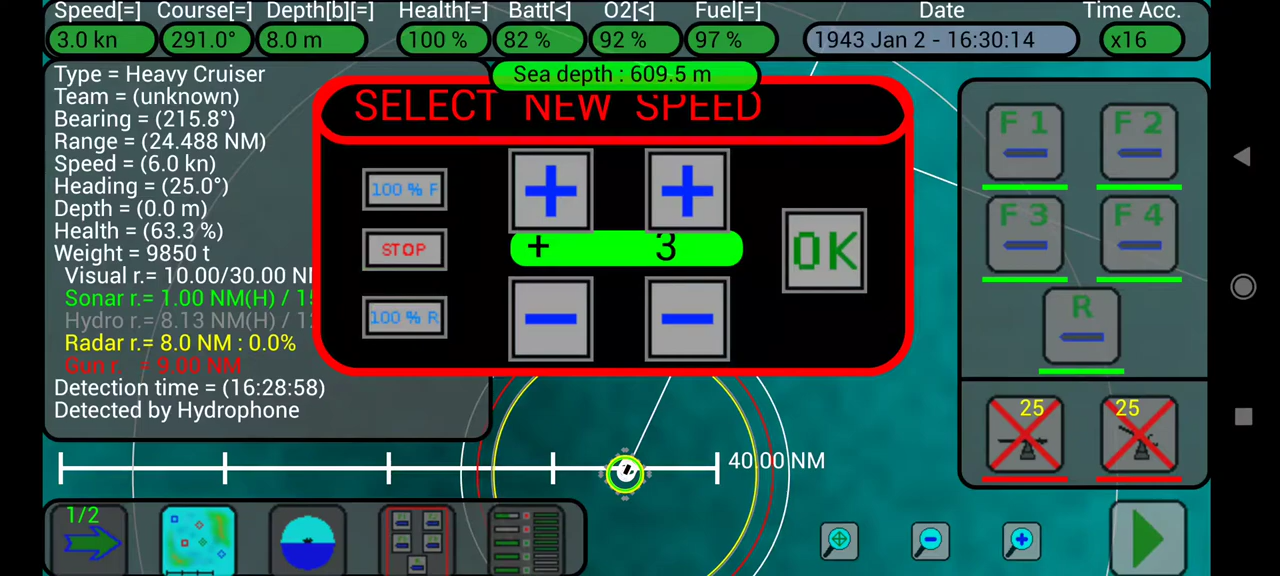 Speed[=] Course[=] Depth[b][=] Health[=] Batt[<] O2[<] Fuel[=] Date Time Acc.
3.0 kn 291.0° 8.0 m 100 % 82 % 92 % 97 % 1943 Jan 2 - 16:30:14 x16
Sea depth : 609.5 m
Type = Heavy Cruiser
Team = (unknown)
Bearing = (215.8°)
Range = (24.488 NM)
Speed = (6.0 kn)
Heading = (25.0°)
Depth = (0.0 m)
Health = (63.3 %)
Weight = 9850 t
Visual r.= 10.00/30.00
Sonar r.= 1.00 NM(H) /
Hydro r.= 8.13 NM(H) /
Radar r.= 8.0 NM : 0.0%
Gun r. = 9.00 NM
Detection time = (16:28:58)
Detected by Hydrophone
SELECT NEW SPEED
100 % F
STOP
100 % R
+ 3
OK
F 1 F 2
F 3 F 4
R
25 25
40.00 NM
1/2